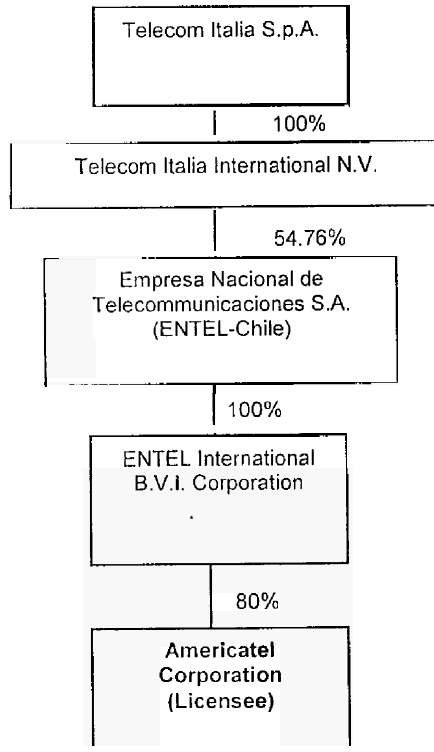 Telecom Italia S.p.A.
100%
Telecom Italia International N.V.
54.76%
Empresa Nacional de
Telecommunicaciones S.A.
(ENTEL-Chile)
100%
ENTEL International
B.V.I. Corporation
80%
Americatel
Corporation
(Licensee)